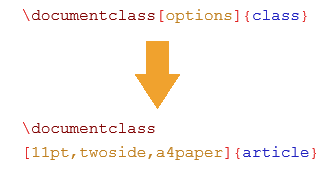 \documentclass[options]{class}
\documentclass
[11pt,twoside,a4paper]{article}